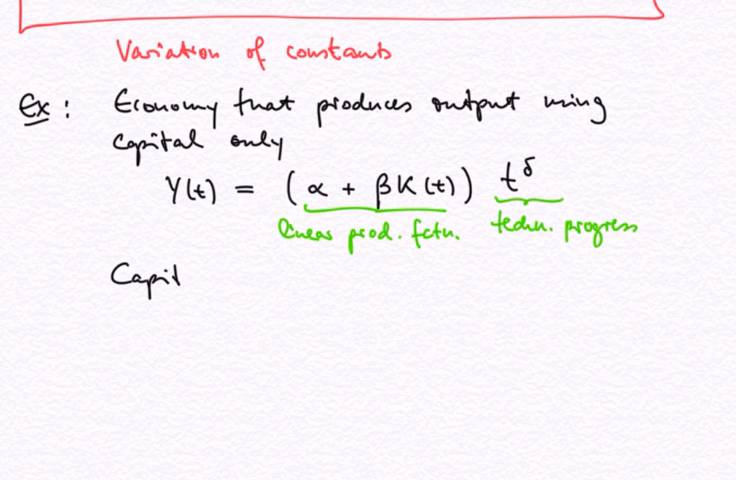 Variation of constants
Ex: Economy that produces output using
capital only
Y(t) = (α + βK(t)) t^δ
linear prod. fctn. techn. progress
Capit